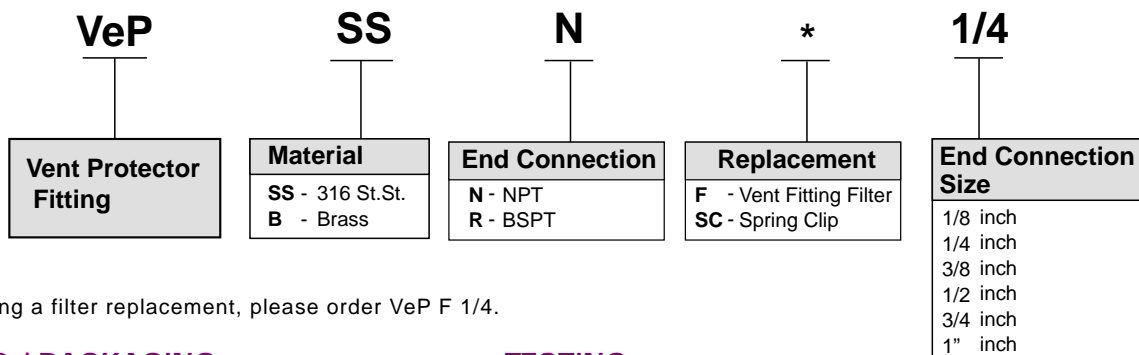 VeP SS N * 1/4
Vent Protector
Fitting
Material
SS - 316 St.St.
B - Brass
End Connection
N - NPT
R - BSPT
Replacement
F - Vent Fitting Filter
SC - Spring Clip
End Connection
Size
1/8 inch
1/4 inch
3/8 inch
1/2 inch
3/4 inch
1” inch
ng a filter replacement, please order VeP F 1/4.